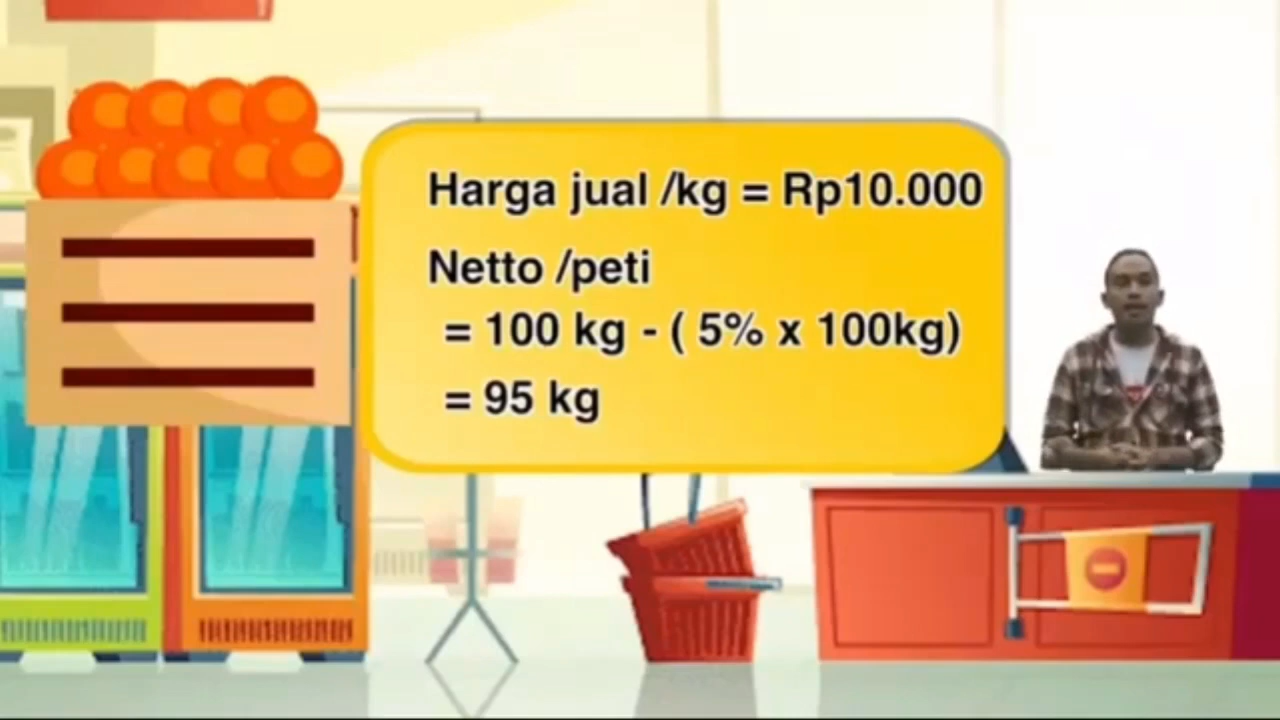 Harga jual /kg = Rp10.000
Netto /peti
= 100 kg - ( 5% x 100kg)
= 95 kg